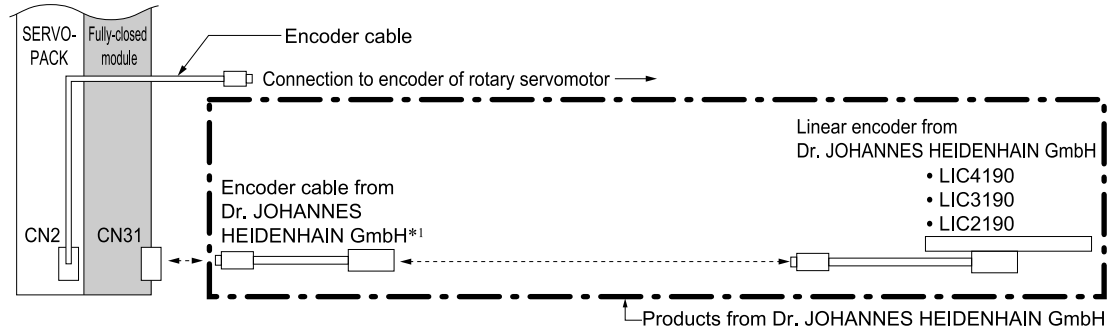 SERVO-
PACK
Fully-closed
module
Encoder cable
Connection to encoder of rotary servomotor
Linear encoder from
Dr. JOHANNES HEIDENHAIN GmbH
• LIC4190
• LIC3190
• LIC2190
Encoder cable from
Dr. JOHANNES
HEIDENHAIN GmbH*1
CN2
CN31
Products from Dr. JOHANNES HEIDENHAIN GmbH